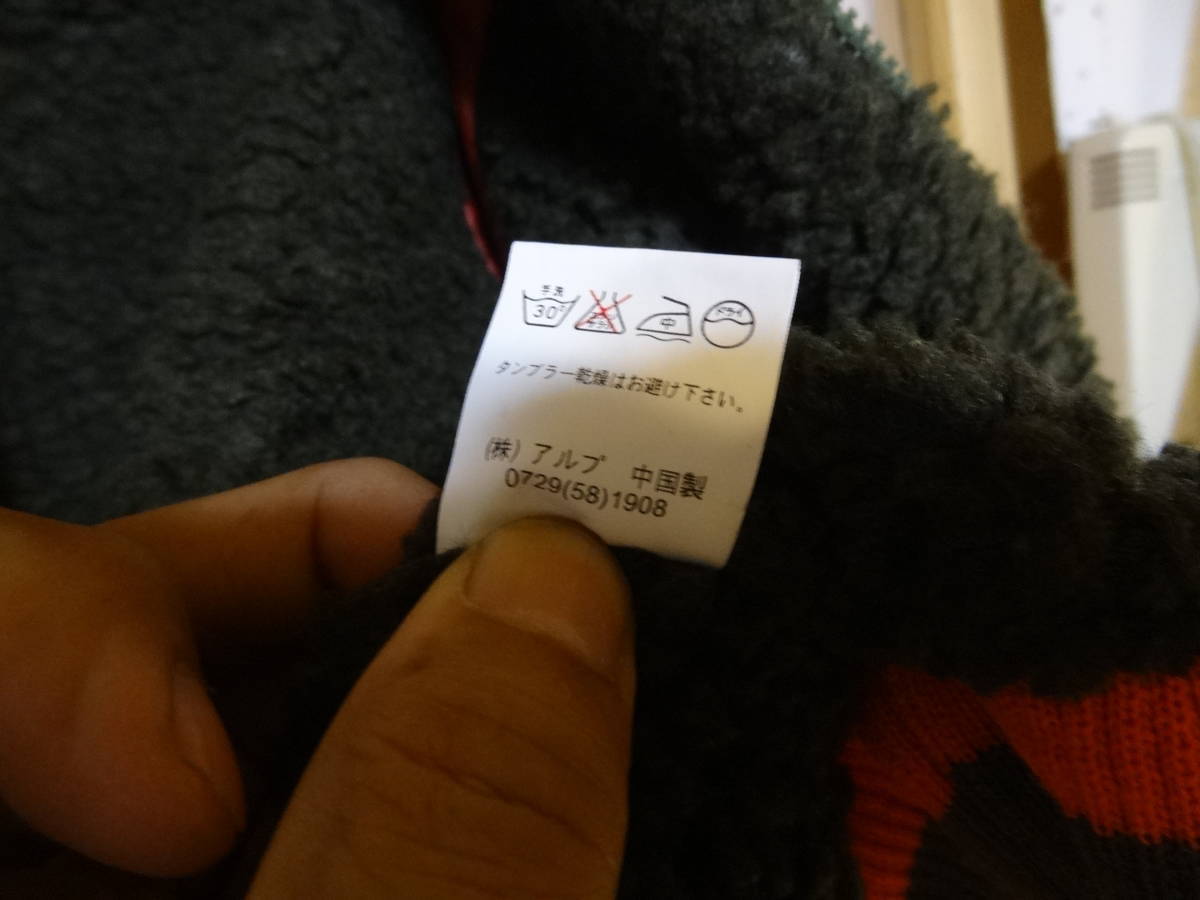 手洗
30
中
ドライ
タンブラー乾燥はお避け下さい。
(株) アルプ 中国製
0729(58)1908